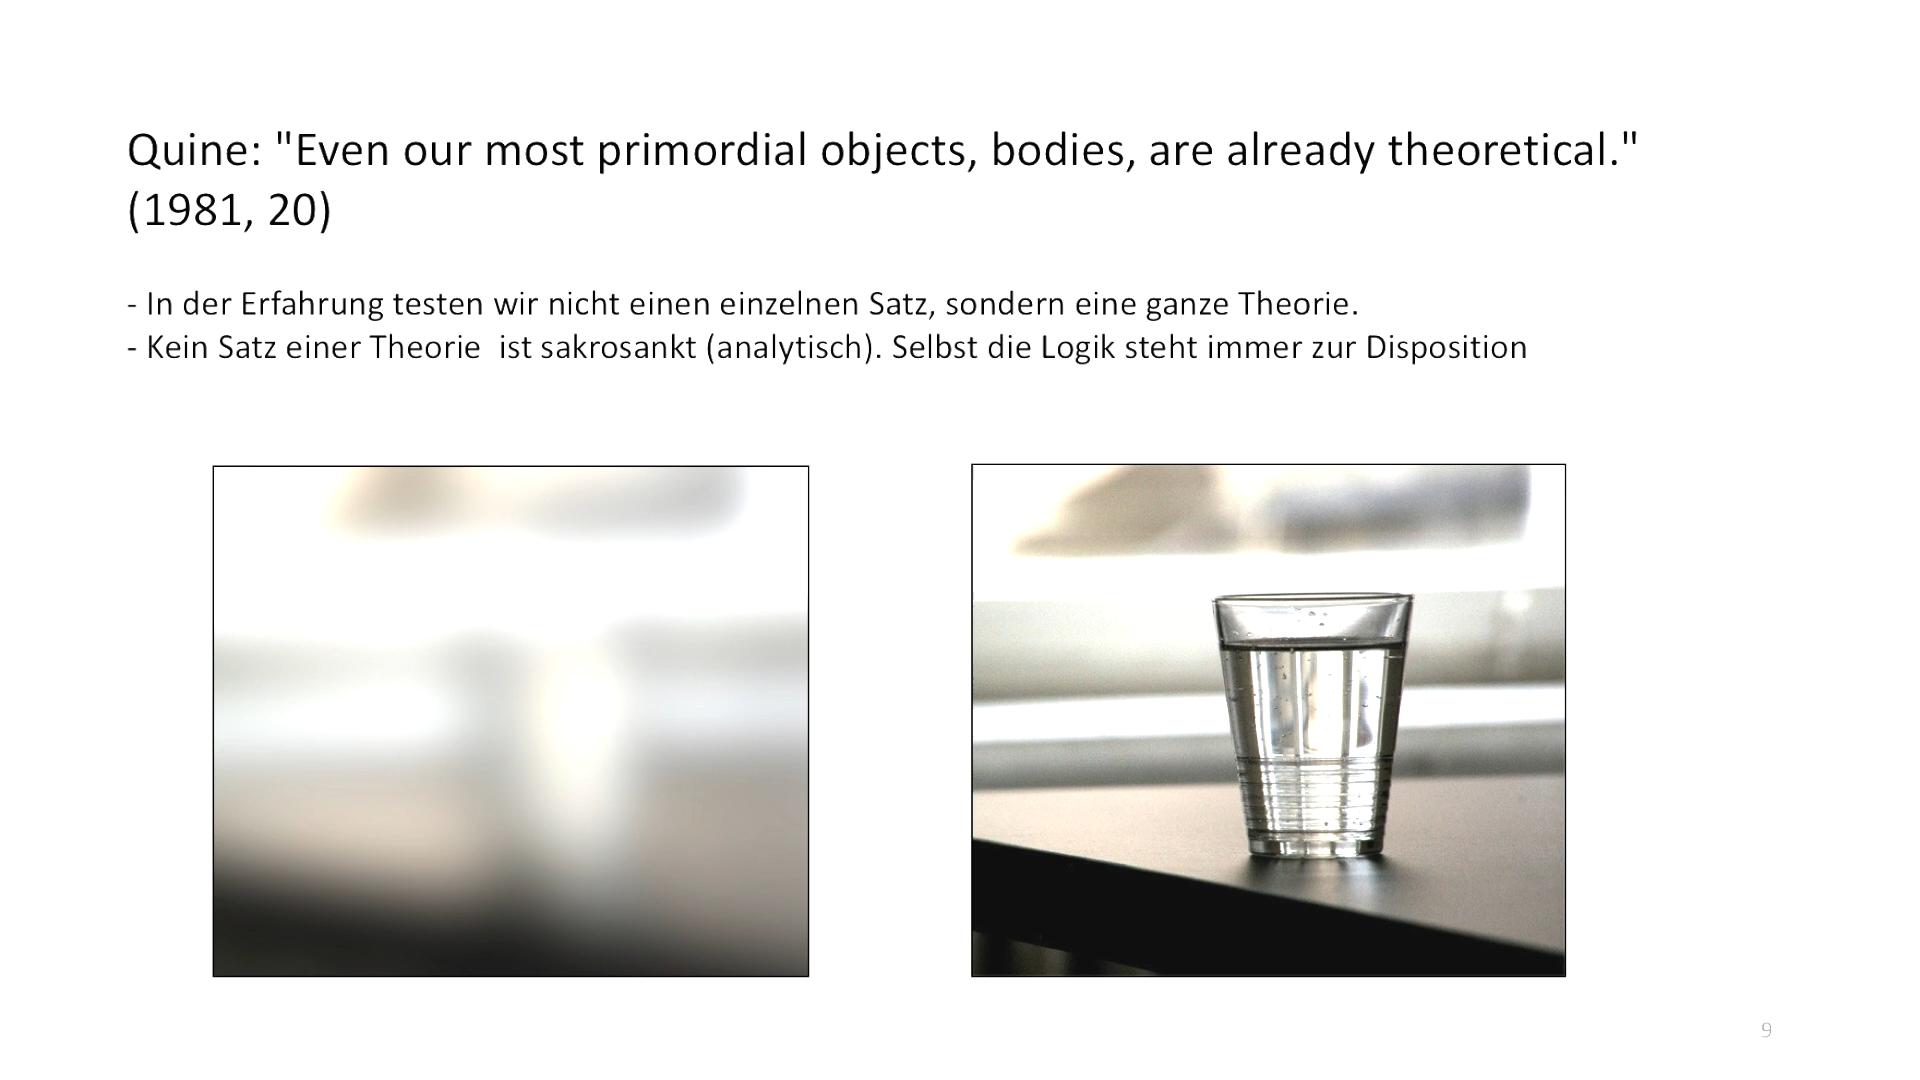 Quine: "Even our most primordial objects, bodies, are already theoretical."
(1981, 20)
- In der Erfahrung testen wir nicht einen einzelnen Satz, sondern eine ganze Theorie.
- Kein Satz einer Theorie  ist sakrosankt (analytisch). Selbst die Logik steht immer zur Disposition
9